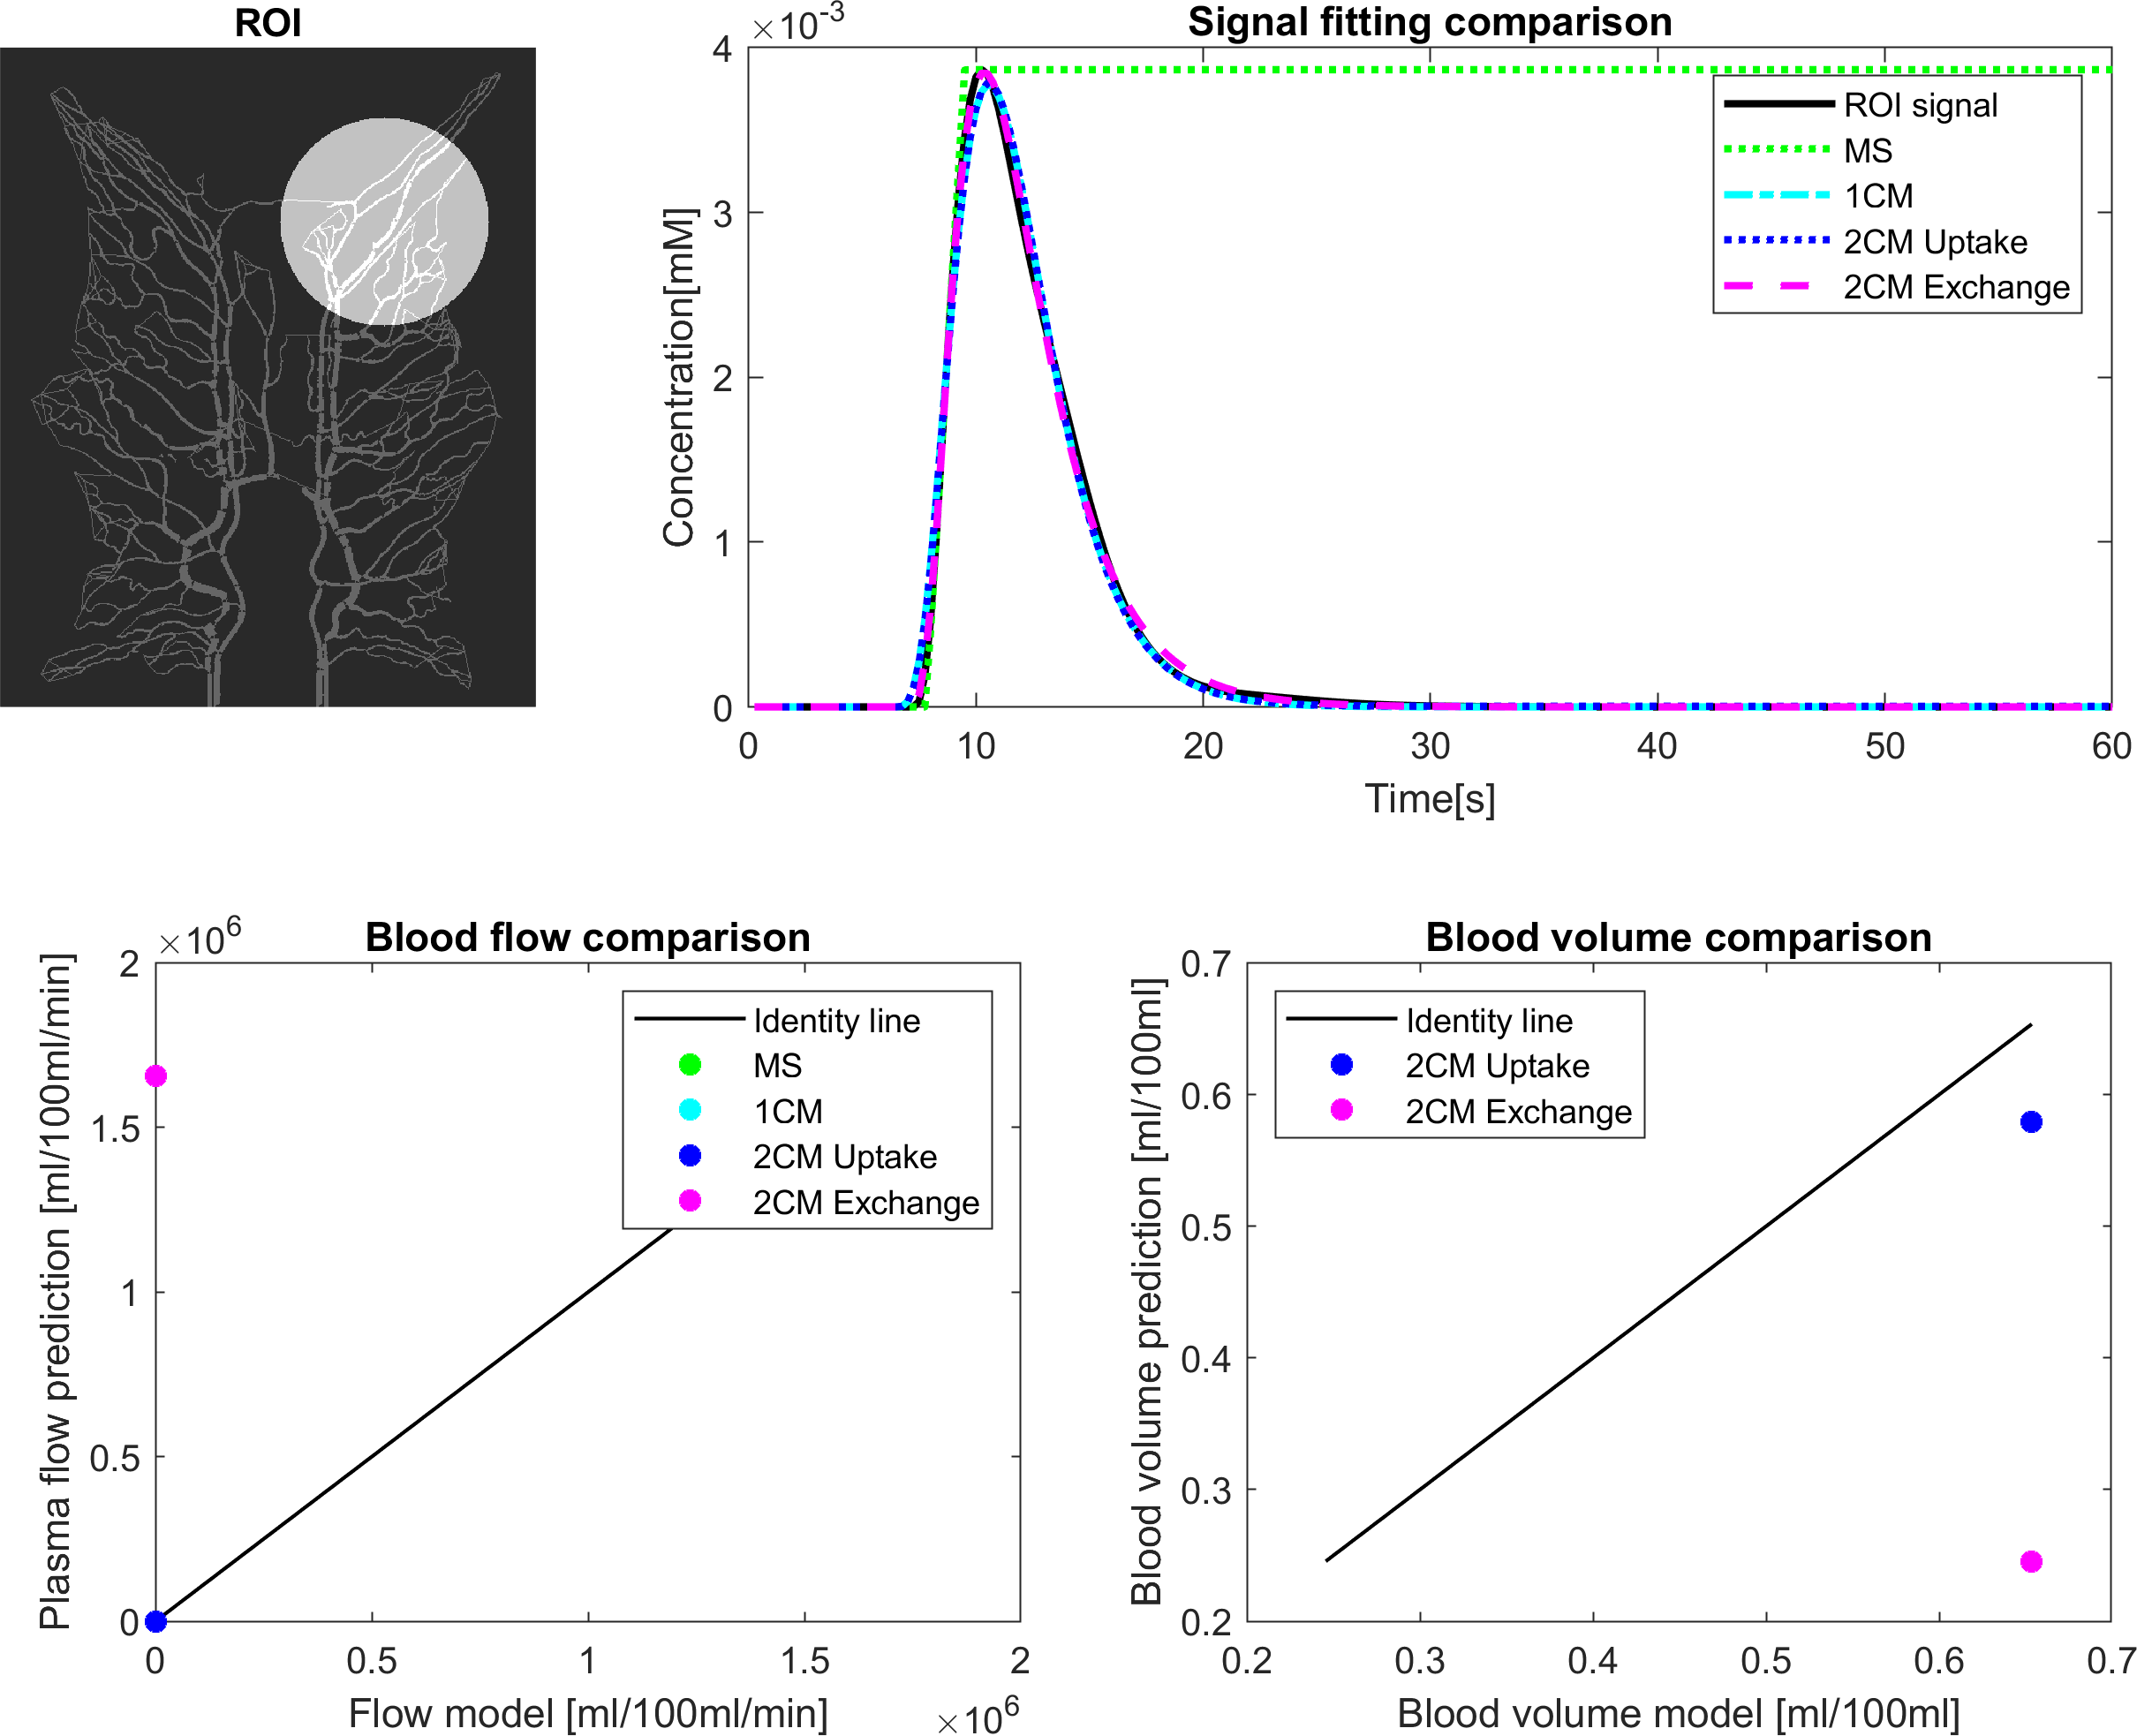 ROI
Signal fitting comparison
×10-3
4
3
2
1
0
Concentration[mM]
0 10 20 30 40 50 60
Time[s]
ROI signal
MS
1CM
2CM Uptake
2CM Exchange
Blood flow comparison
×106
2
1.5
1
0.5
0
Plasma flow prediction [ml/100ml/min]
0 0.5 1 1.5 2
Flow model [ml/100ml/min]
×106
Identity line
MS
1CM
2CM Uptake
2CM Exchange
Blood volume comparison
0.7
0.6
0.5
0.4
0.3
0.2
Blood volume prediction [ml/100ml]
0.2 0.3 0.4 0.5 0.6 0.7
Blood volume model [ml/100ml]
Identity line
2CM Uptake
2CM Exchange